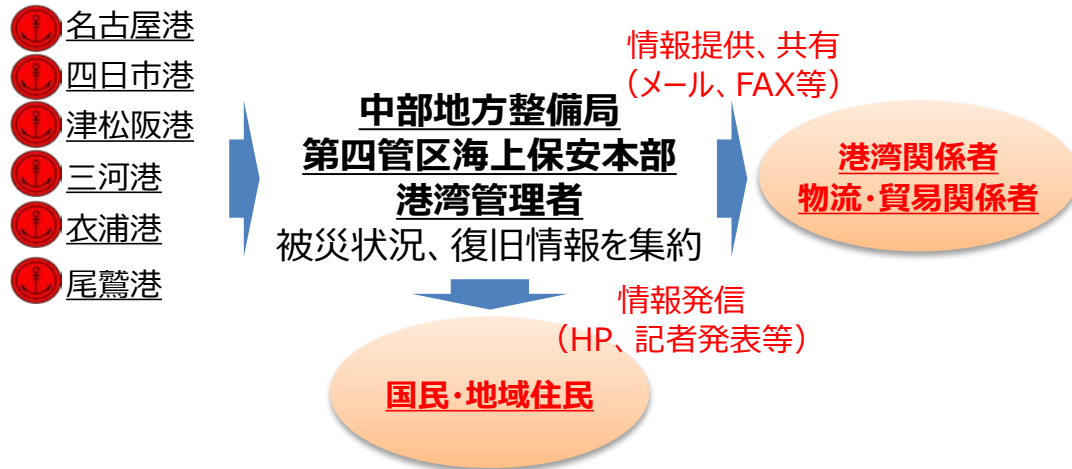 名古屋港
四日市港
津松阪港
三河港
衣浦港
尾鷲港
中部地方整備局
第四管区海上保安本部
港湾管理者
被災状況、復旧情報を集約
情報提供、共有
（メール、FAX等）
港湾関係者
物流・貿易関係者
情報発信
（HP、記者発表等）
国民・地域住民